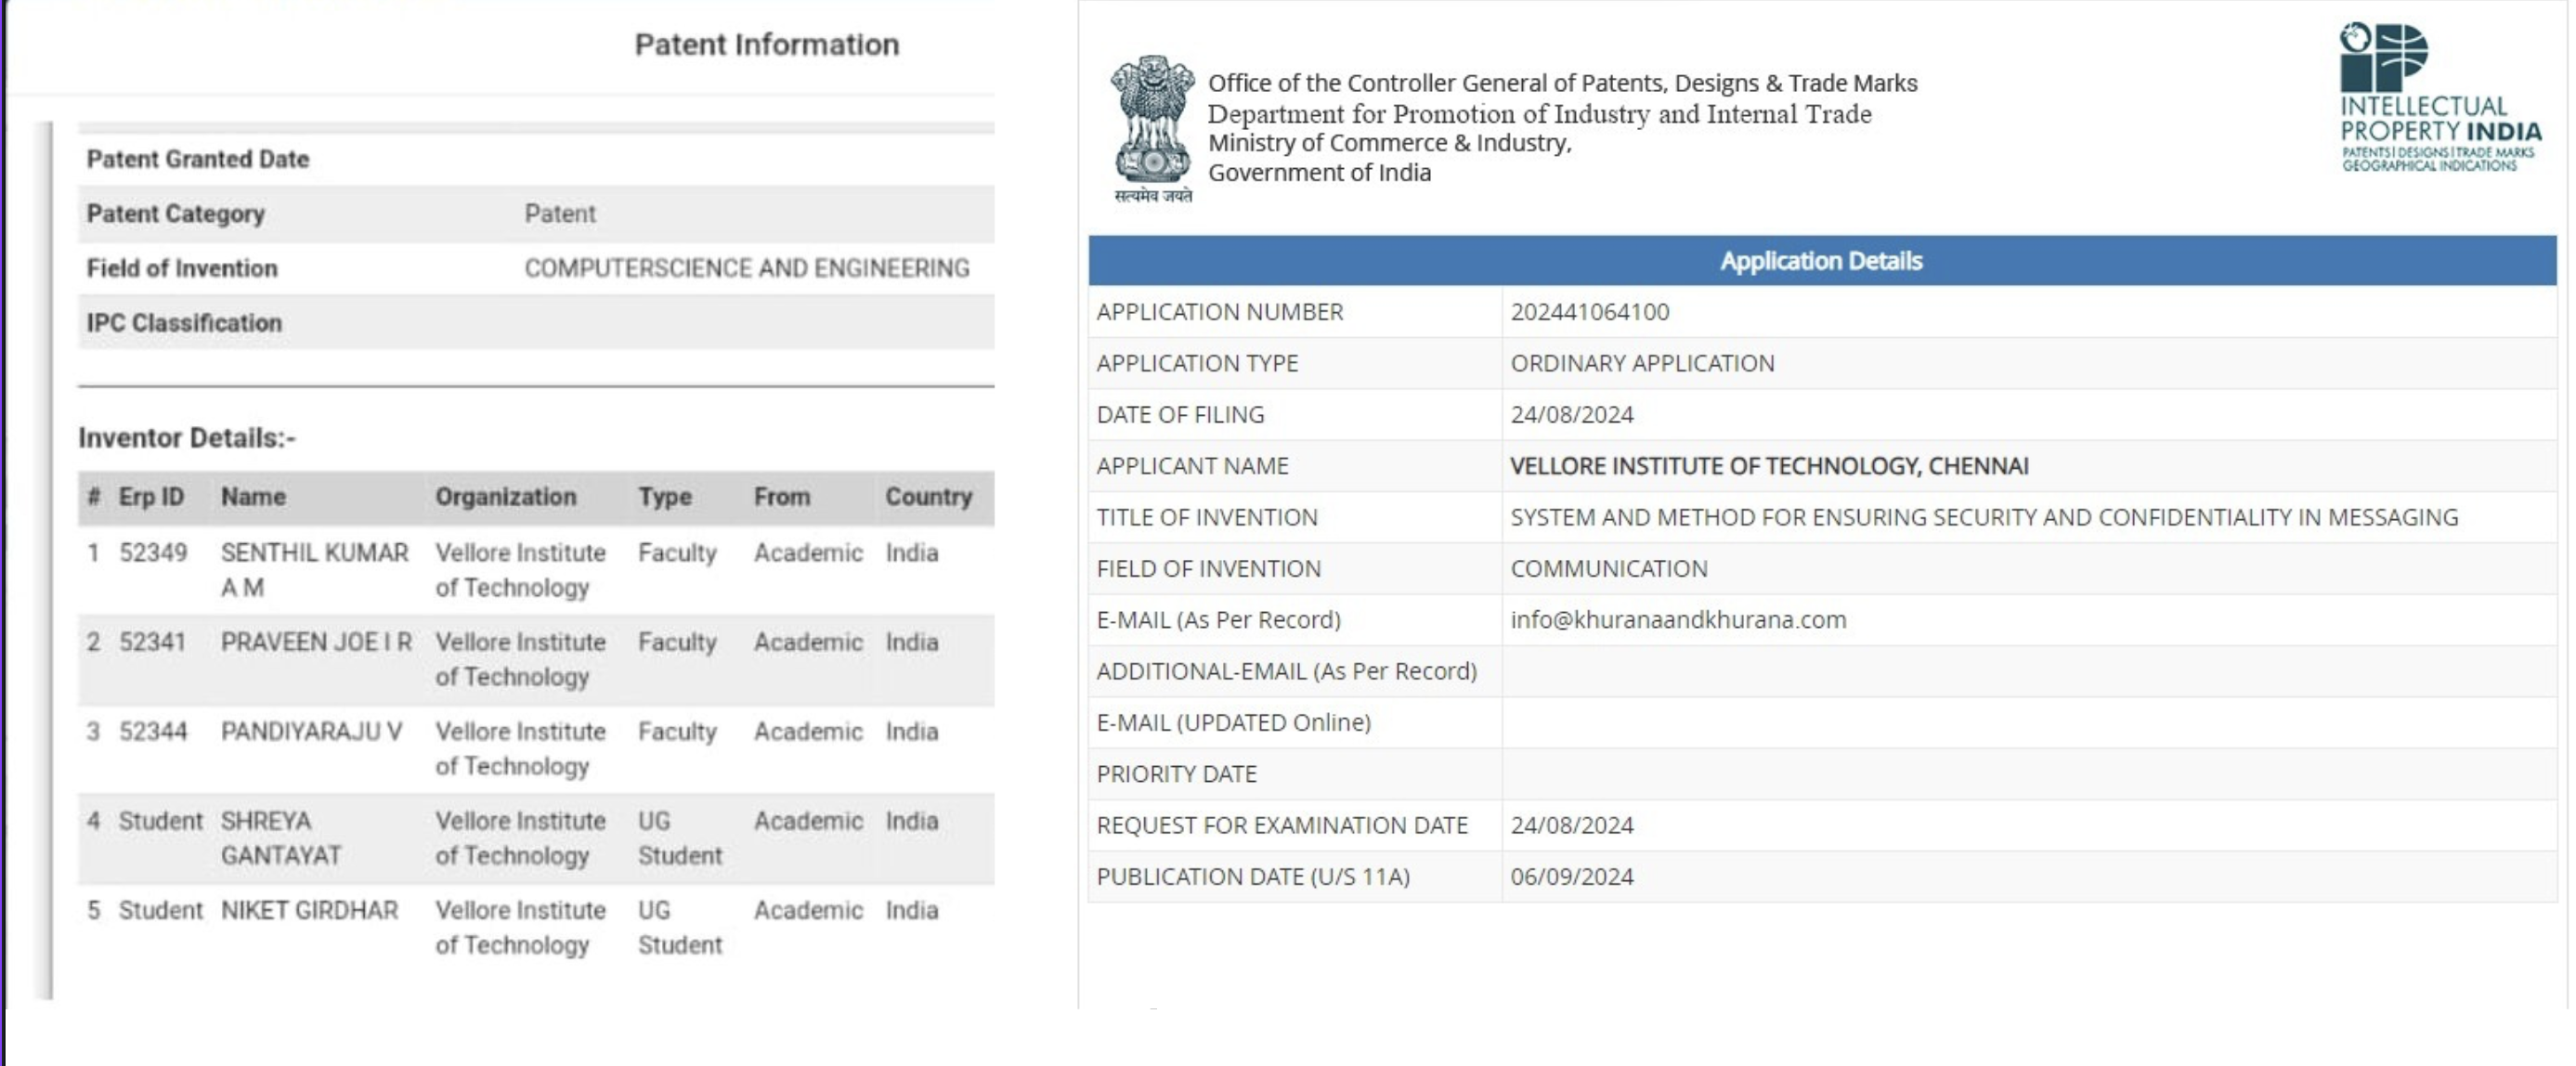 Patent Information
Patent Granted Date
Patent Category Patent
Field of Invention COMPUTERSCIENCE AND ENGINEERING
IPC Classification
Inventor Details:-
# Erp ID Name Organization Type From Country
1 52349 SENTHIL KUMAR Vellore Institute Faculty Academic India
A M of Technology
2 52341 PRAVEEN JOE I R Vellore Institute Faculty Academic India
of Technology
3 52344 PANDIYARAJU V Vellore Institute Faculty Academic India
of Technology
4 Student SHREYA Vellore Institute UG Academic India
GANTAYAT of Technology Student
5 Student NIKET GIRDHAR Vellore Institute UG Academic India
of Technology Student
सत्यमेव जयते
Office of the Controller General of Patents, Designs & Trade Marks
Department for Promotion of Industry and Internal Trade
Ministry of Commerce & Industry,
Government of India
INTELLECTUAL
PROPERTY INDIA
PATENTS | DESIGNS | TRADE MARKS
GEOGRAPHICAL INDICATIONS
Application Details
APPLICATION NUMBER 202441064100
APPLICATION TYPE ORDINARY APPLICATION
DATE OF FILING 24/08/2024
APPLICANT NAME VELLORE INSTITUTE OF TECHNOLOGY, CHENNAI
TITLE OF INVENTION SYSTEM AND METHOD FOR ENSURING SECURITY AND CONFIDENTIALITY IN MESSAGING
FIELD OF INVENTION COMMUNICATION
E-MAIL (As Per Record) info@khuranaandkhurana.com
ADDITIONAL-EMAIL (As Per Record)
E-MAIL (UPDATED Online)
PRIORITY DATE
REQUEST FOR EXAMINATION DATE 24/08/2024
PUBLICATION DATE (U/S 11A) 06/09/2024